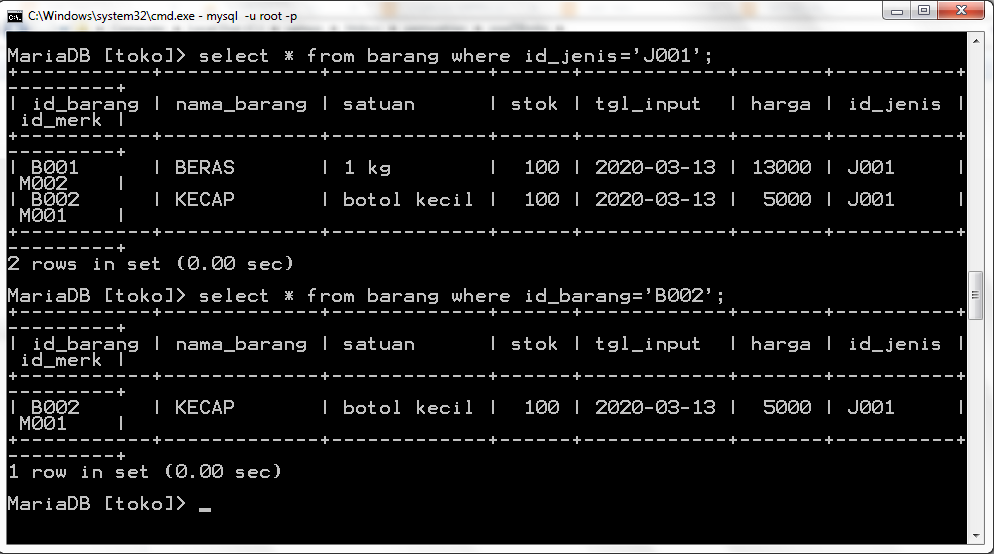 C:\Windows\system32\cmd.exe - mysql -u root -p
MariaDB [toko]> select * from barang where id_jenis='J001';
+------------+-------------+-------------+------+------------+-------+----------+
---------+
| id_barang | nama_barang | satuan | stok | tgl_input | harga | id_jenis |
id_merk |
+------------+-------------+-------------+------+------------+-------+----------+
---------+
| B001 | BERAS | 1 kg | 100 | 2020-03-13 | 13000 | J001 |
M002 |
| B002 | KECAP | botol kecil | 100 | 2020-03-13 | 5000 | J001 |
M001 |
+------------+-------------+-------------+------+------------+-------+----------+
---------+
2 rows in set (0.00 sec)
MariaDB [toko]> select * from barang where id_barang='B002';
+------------+-------------+-------------+------+------------+-------+----------+
---------+
| id_barang | nama_barang | satuan | stok | tgl_input | harga | id_jenis |
id_merk |
+------------+-------------+-------------+------+------------+-------+----------+
---------+
| B002 | KECAP | botol kecil | 100 | 2020-03-13 | 5000 | J001 |
M001 |
+------------+-------------+-------------+------+------------+-------+----------+
---------+
1 row in set (0.00 sec)
MariaDB [toko]> _